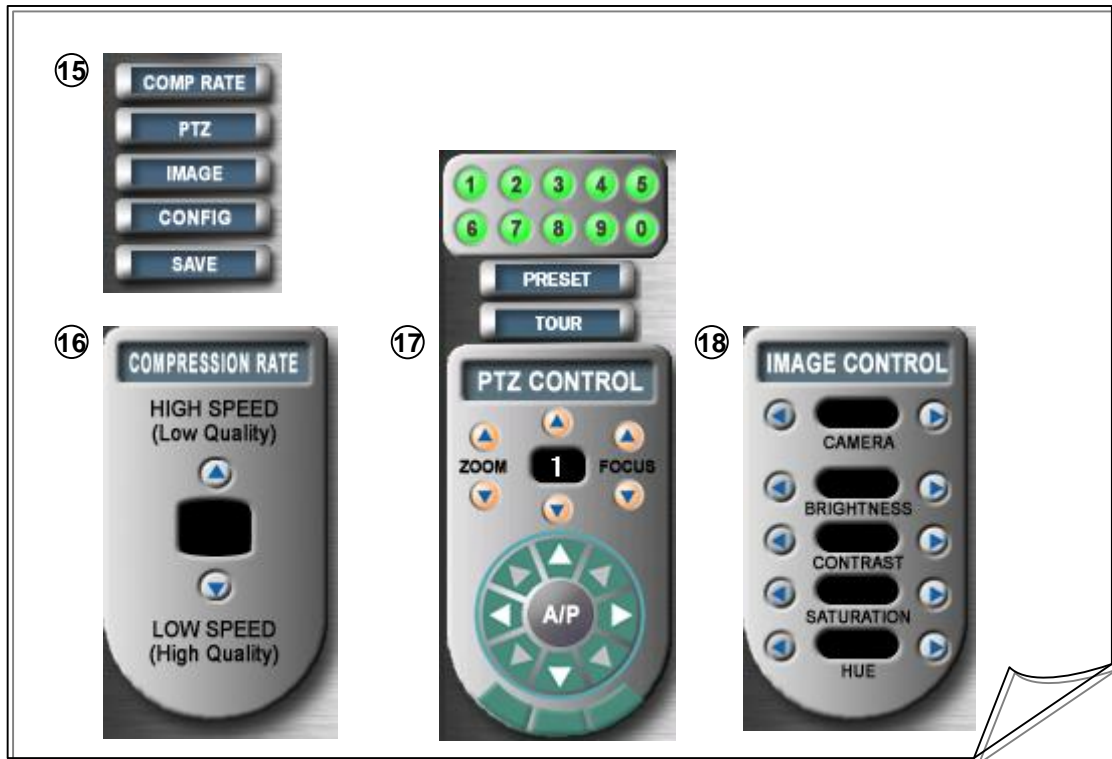 15
COMP RATE
PTZ
IMAGE
CONFIG
SAVE
16
COMPRESSION RATE
HIGH SPEED
(Low Quality)
LOW SPEED
(High Quality)
17
1 2 3 4 5
6 7 8 9 0
PRESET
TOUR
PTZ CONTROL
ZOOM 1 FOCUS
A/P
18
IMAGE CONTROL
CAMERA
BRIGHTNESS
CONTRAST
SATURATION
HUE